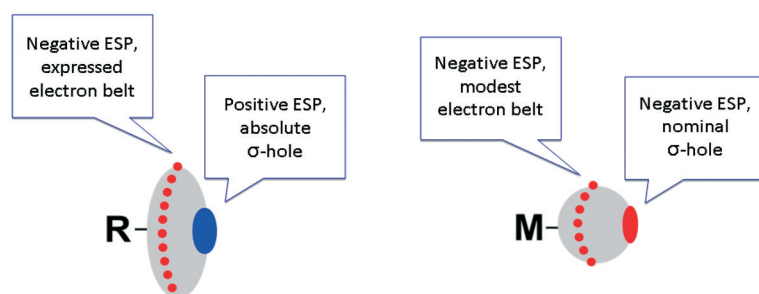 Negative ESP,
expressed
electron belt
Positive ESP,
absolute
σ-hole
R
Negative ESP,
modest
electron belt
Negative ESP,
nominal
σ-hole
M